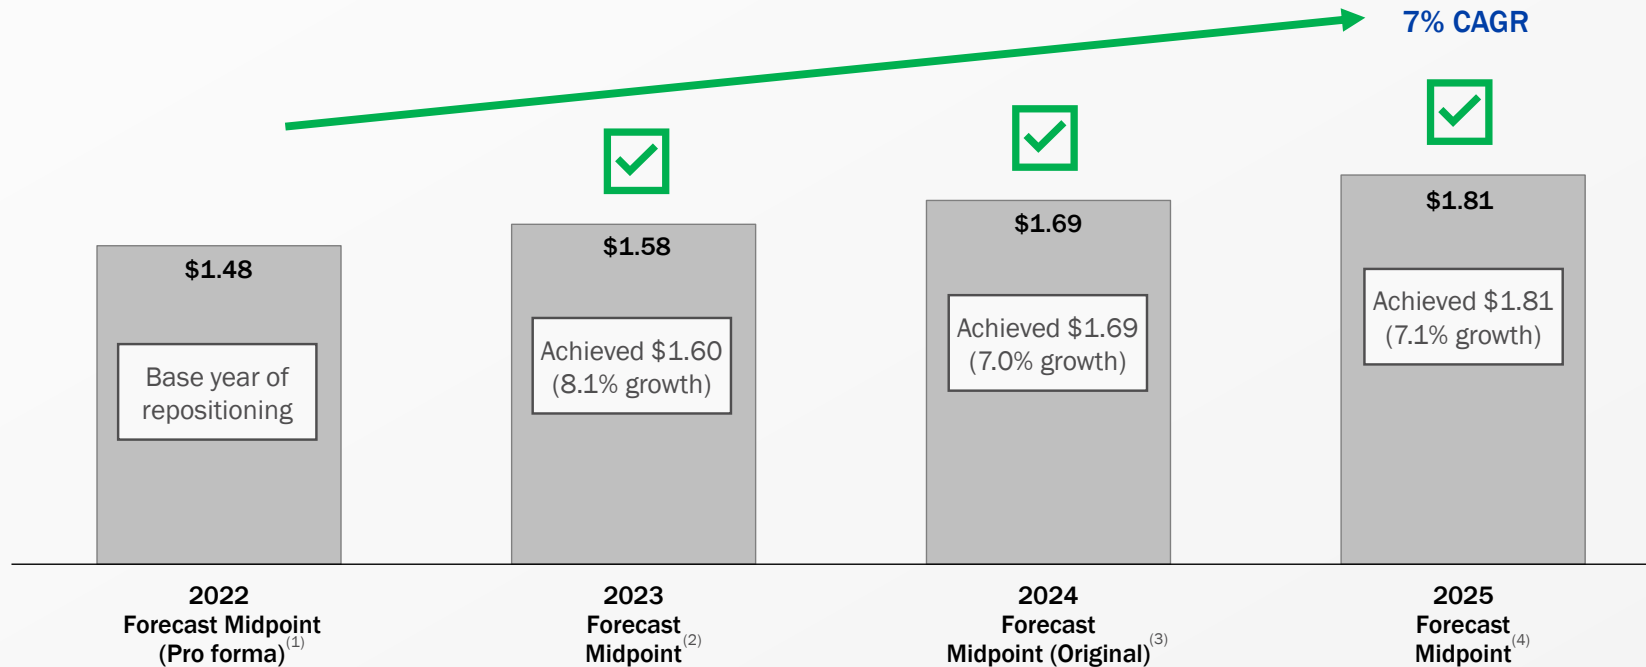 7% CAGR
$1.48
$1.58
$1.69
$1.81
Base year of
repositioning
Achieved $1.60
(8.1% growth)
Achieved $1.69
(7.0% growth)
Achieved $1.81
(7.1% growth)
2022
Forecast Midpoint
(Pro forma)(1)
2023
Forecast
Midpoint(2)
2024
Forecast
Midpoint (Original)(3)
2025
Forecast
Midpoint(4)